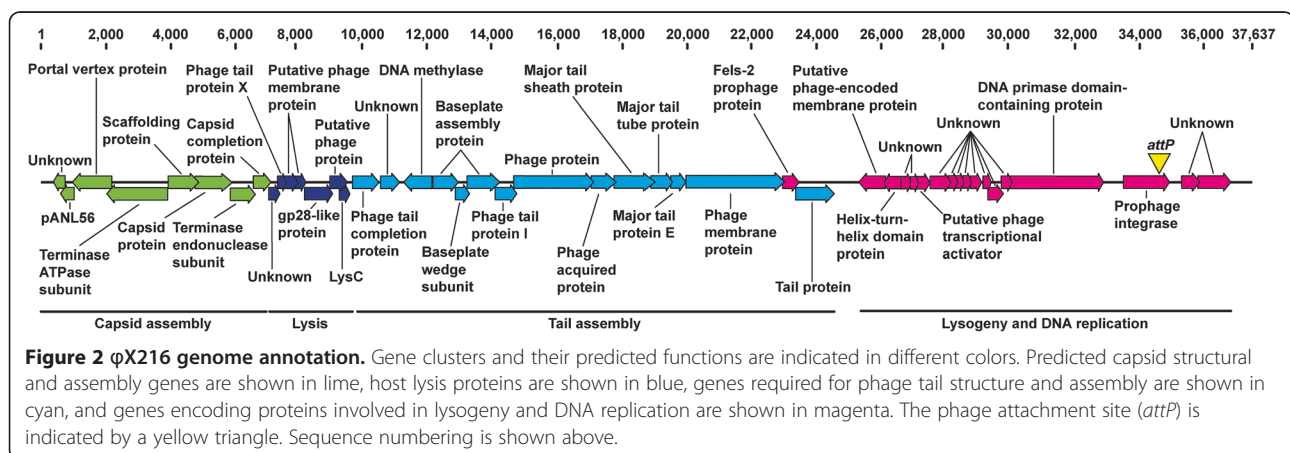 1 2,000 4,000 6,000 8,000 10,000 12,000 14,000 16,000 18,000 20,000 22,000 24,000 26,000 28,000 30,000 32,000 34,000 36,000 37,637
Portal vertex protein
Scaffolding
protein
Unknown
Phage tail
protein X
Capsid
completion
protein
Putative phage
membrane
protein
Putative
phage
protein
DNA methylase
Unknown
Baseplate
assembly
protein
Major tail
sheath protein
Phage protein
Major tail
tube protein
Fels-2
prophage
protein
Putative
phage-encoded
membrane protein
Unknown
Unknown
DNA primase domain-
containing protein
attP
Unknown
pANL56
Terminase
ATPase
subunit
Capsid
protein
Terminase
endonuclease
subunit
Unknown
gp28-like
protein
LysC
Phage tail
completion
protein
Baseplate
wedge
subunit
Phage tail
protein I
Phage
acquired
protein
Major tail
protein E
Phage
membrane
protein
Tail protein
Helix-turn-
helix domain
protein
Putative phage
transcriptional
activator
Prophage
integrase
Capsid assembly
Lysis
Tail assembly
Lysogeny and DNA replication
Figure 2 φX216 genome annotation. Gene clusters and their predicted functions are indicated in different colors. Predicted capsid structural
and assembly genes are shown in lime, host lysis proteins are shown in blue, genes required for phage tail structure and assembly are shown in
cyan, and genes encoding proteins involved in lysogeny and DNA replication are shown in magenta. The phage attachment site (attP) is
indicated by a yellow triangle. Sequence numbering is shown above.